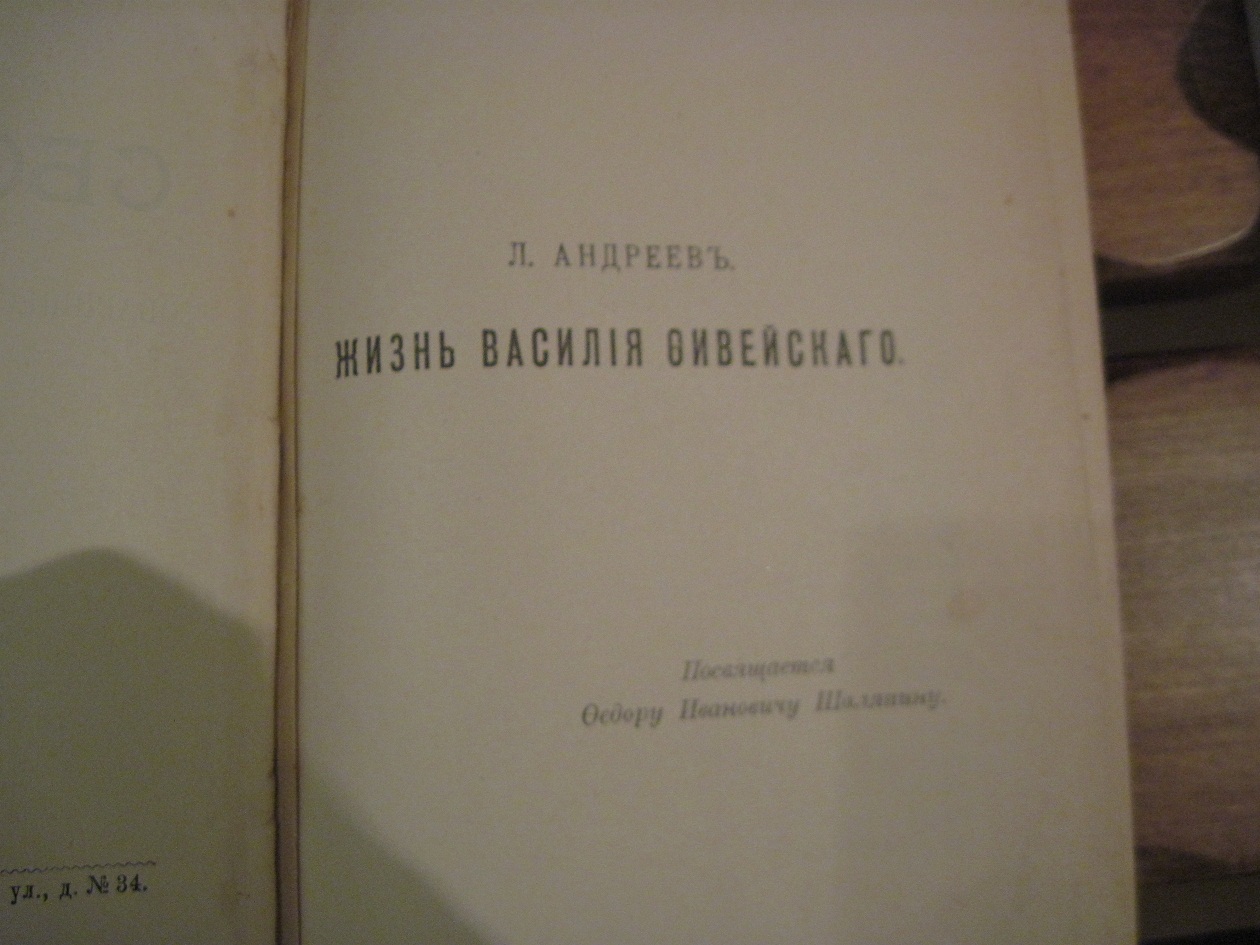 ул., д. № 34.
Л. АНДРЕЕВЪ.
ЖИЗНЬ ВАСИЛІЯ ѲИВЕЙСКАГО.
Посвящается
Ѳедору Ивановичу Шаляпину.